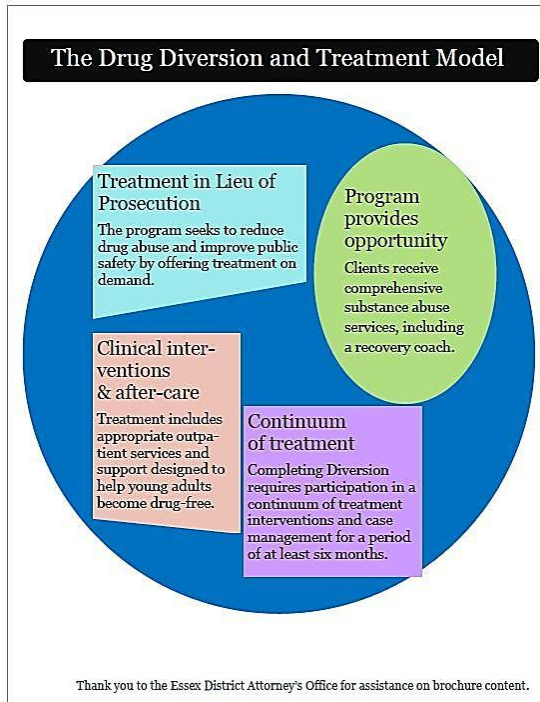 The Drug Diversion and Treatment Model
Treatment in Lieu of
Prosecution
The program seeks to reduce
drug abuse and improve public
safety by offering treatment on
demand.
Program
provides
opportunity
Clients receive
comprehensive
substance abuse
services, including
a recovery coach.
Clinical inter-
ventions
& after-care
Treatment includes
appropriate outpa-
tient services and
support designed to
help young adults
become drug-free.
Continuum
of treatment
Completing Diversion
requires participation in a
continuum of treatment
interventions and case
management for a period
of at least six months.
Thank you to the Essex District Attorney's Office for assistance on brochure content.